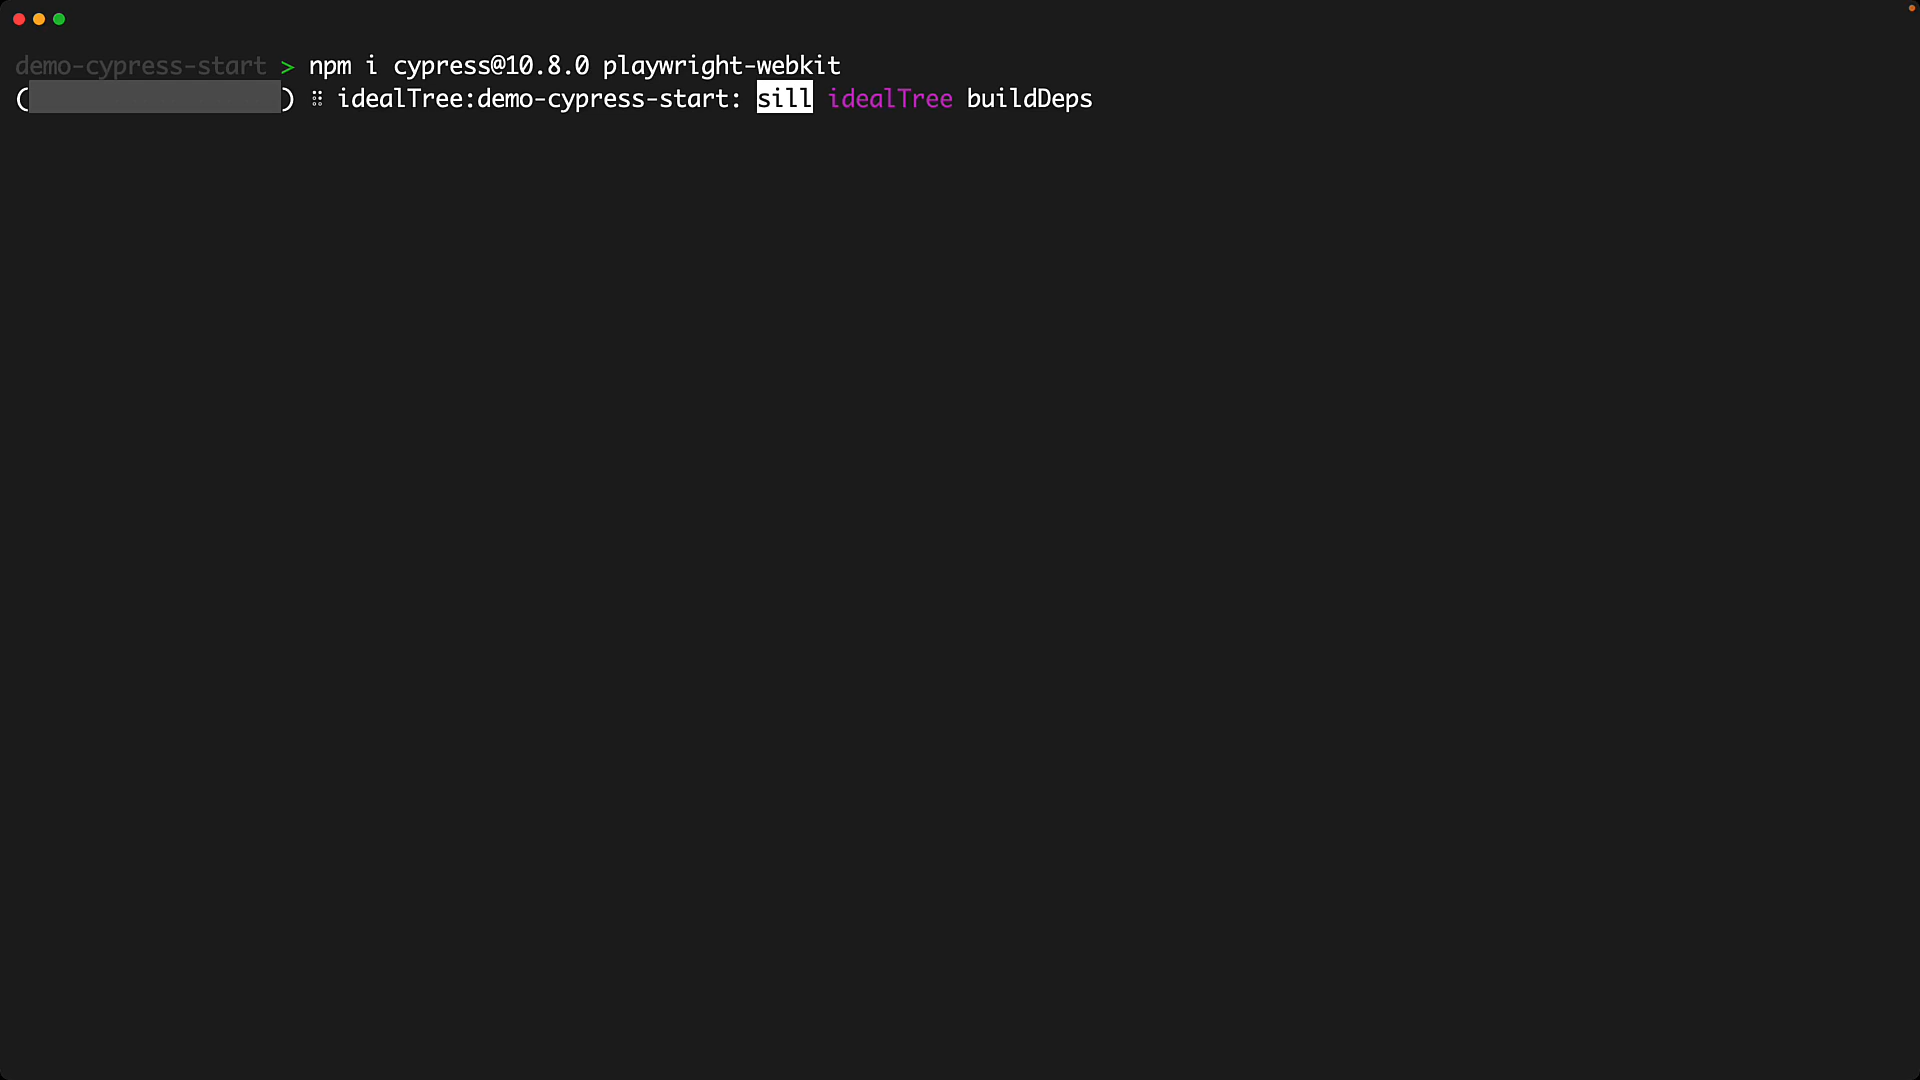 demo-cypress-start > npm i cypress@10.8.0 playwright-webkit
(                  ) ⠿ idealTree:demo-cypress-start: sill idealTree buildDeps